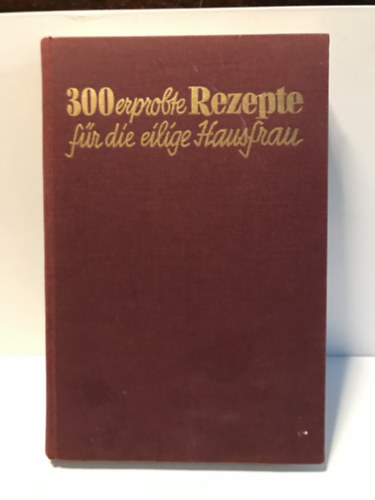 300 erprobte Rezepte
für die eilige Hausfrau